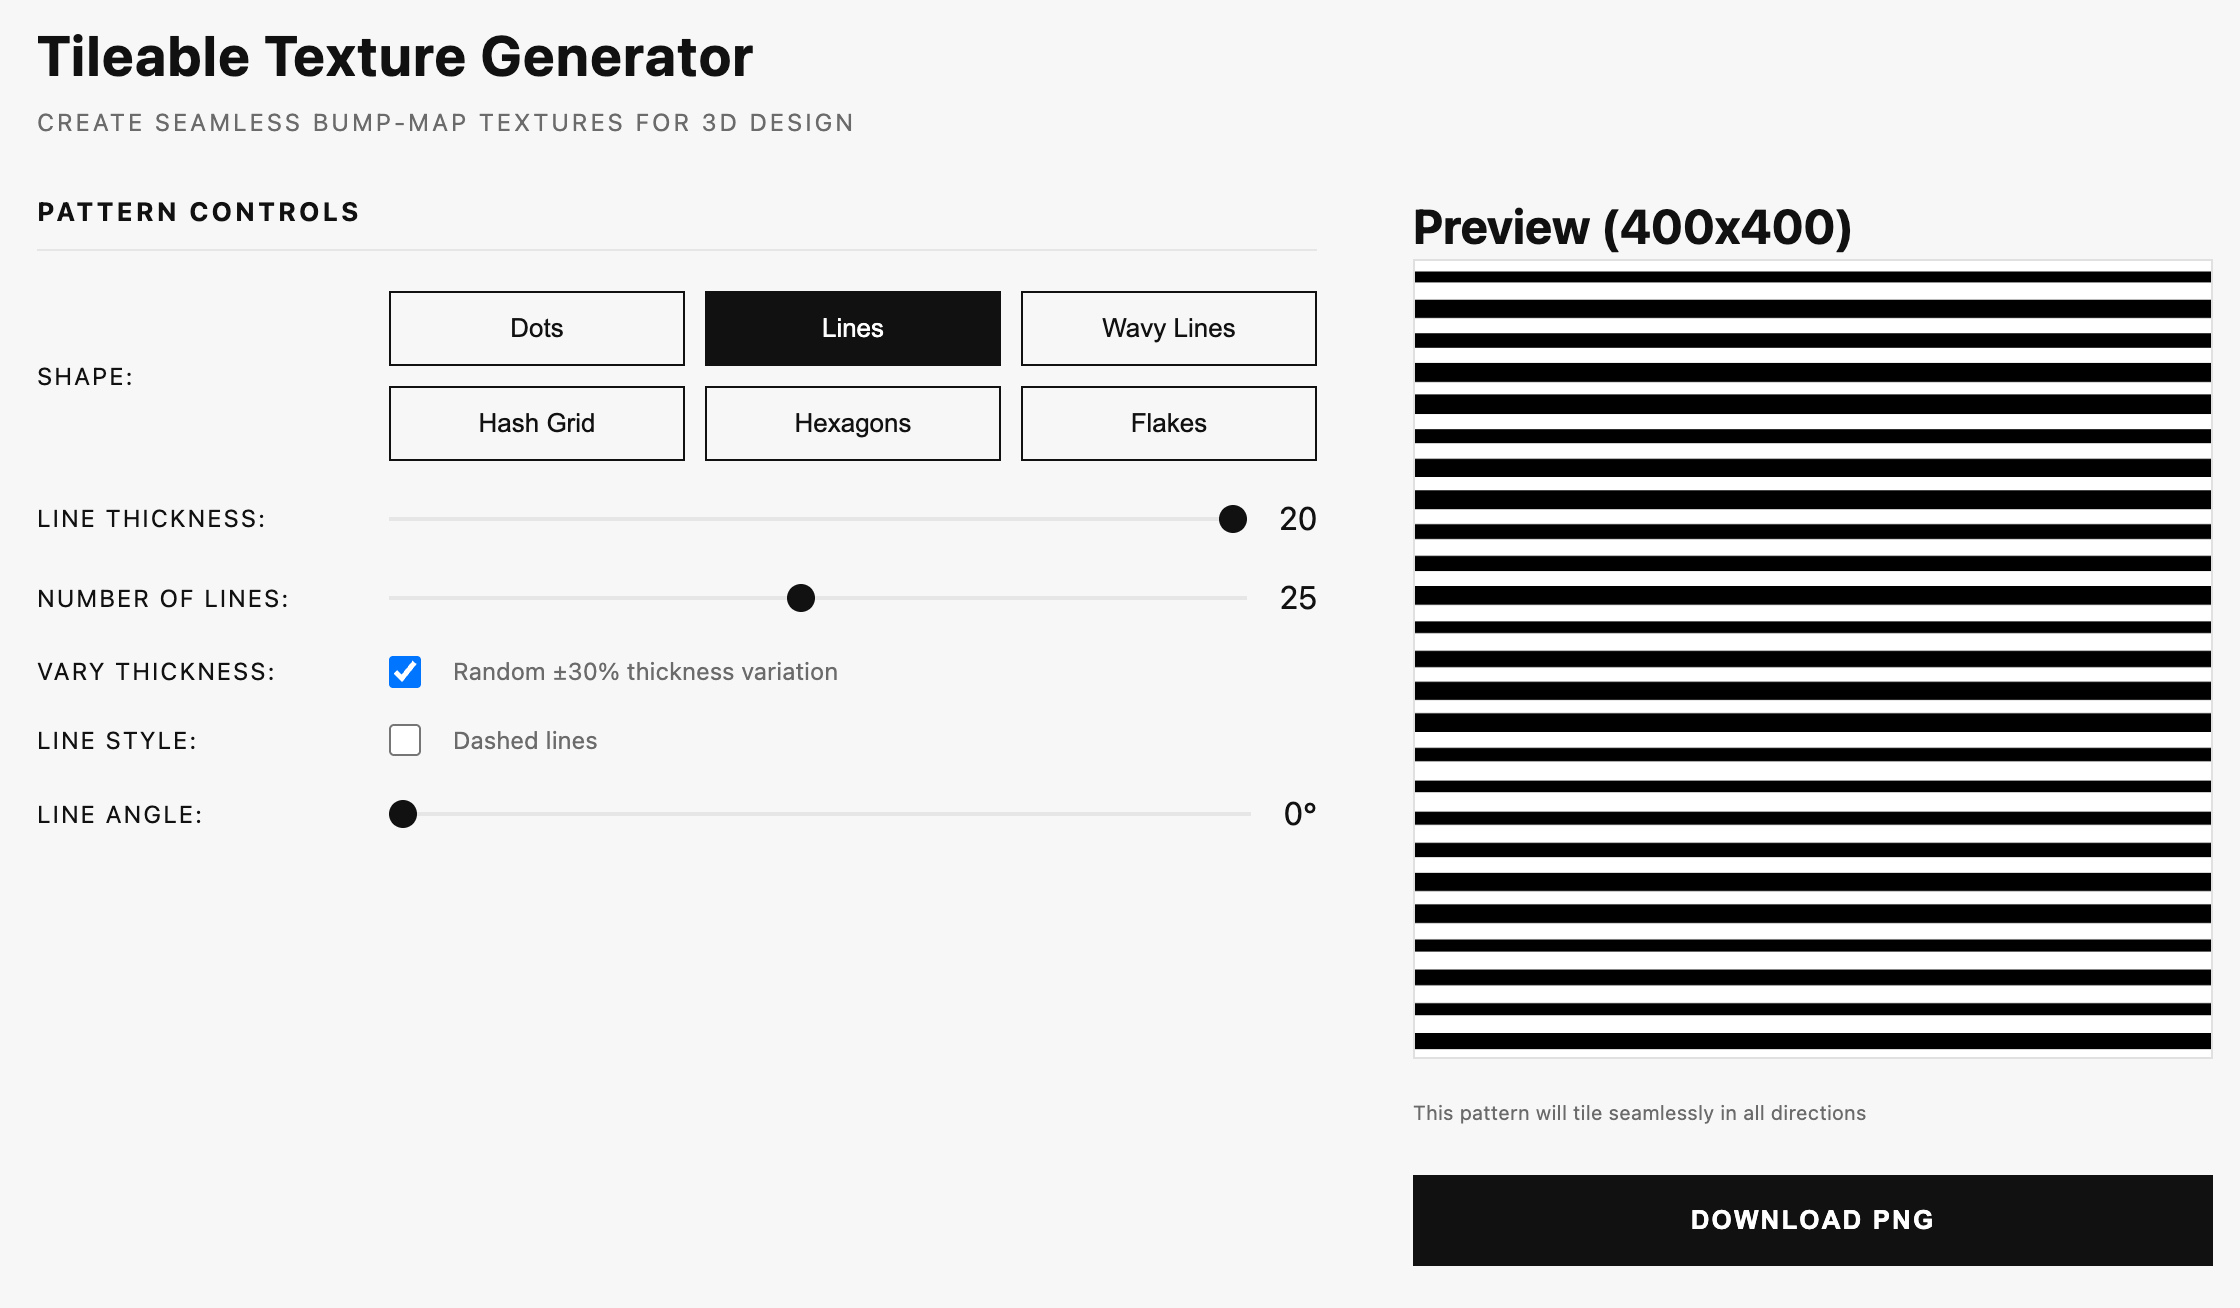 Tileable Texture Generator
CREATE SEAMLESS BUMP-MAP TEXTURES FOR 3D DESIGN
PATTERN CONTROLS
SHAPE:
Dots
Lines
Wavy Lines
Hash Grid
Hexagons
Flakes
LINE THICKNESS:
20
NUMBER OF LINES:
25
VARY THICKNESS:
Random ±30% thickness variation
LINE STYLE:
Dashed lines
LINE ANGLE:
0°
Preview (400x400)
This pattern will tile seamlessly in all directions
DOWNLOAD PNG